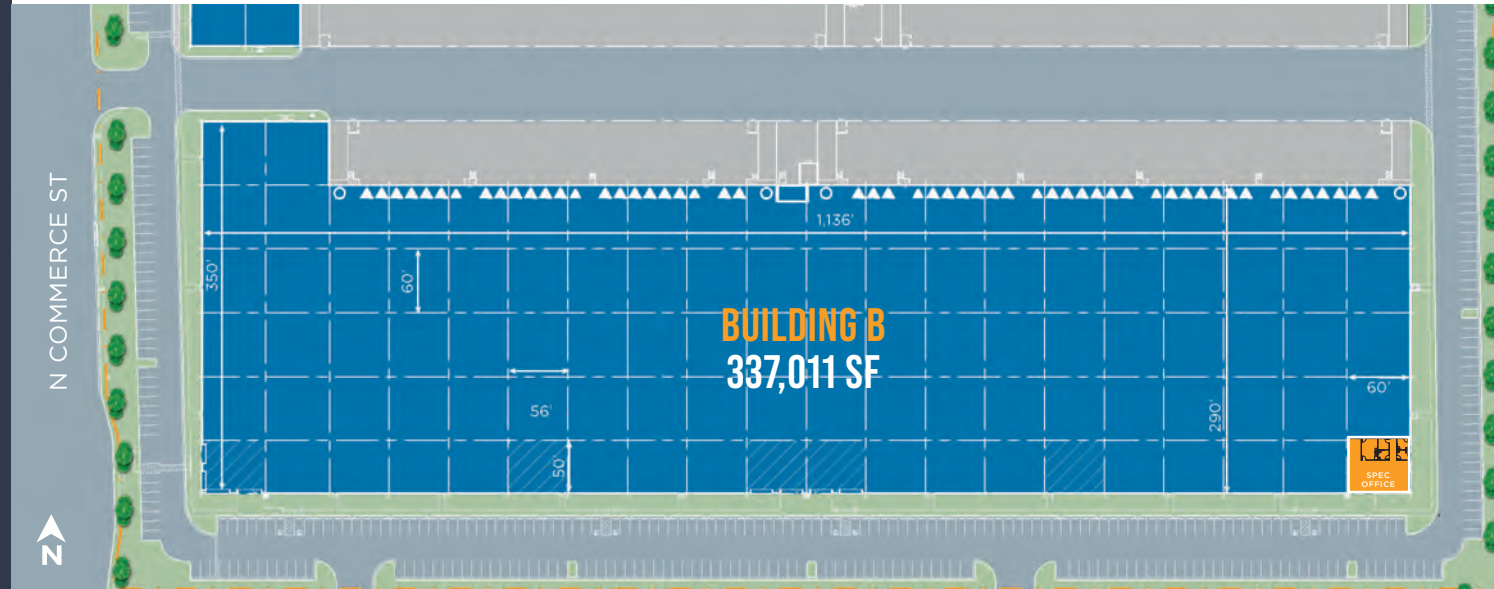 N COMMERCE ST
1,136'
350'
60'
BUILDING B
337,011 SF
56'
60'
290'
50'
SPEC
OFFICE
N